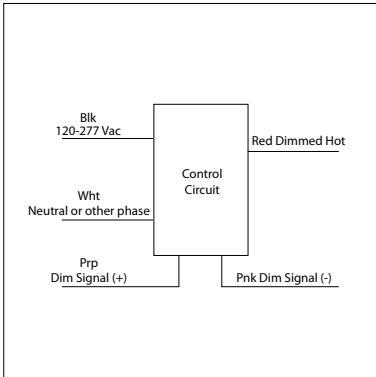 Blk
120-277 Vac
Red Dimmed Hot
Control
Circuit
Wht
Neutral or other phase
Prp
Dim Signal (+)
Pnk Dim Signal (-)